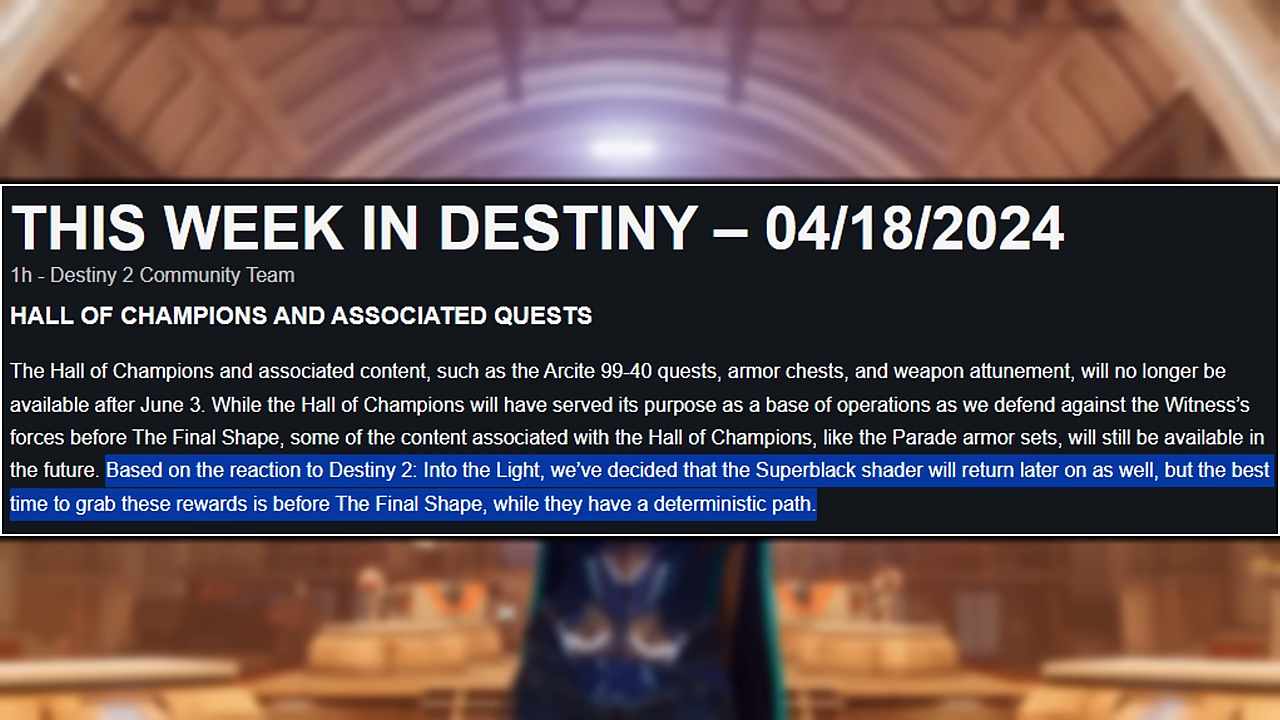 THIS WEEK IN DESTINY – 04/18/2024
1h - Destiny 2 Community Team
HALL OF CHAMPIONS AND ASSOCIATED QUESTS
The Hall of Champions and associated content, such as the Arcite 99-40 quests, armor chests, and weapon attunement, will no longer be
available after June 3. While the Hall of Champions will have served its purpose as a base of operations as we defend against the Witness’s
forces before The Final Shape, some of the content associated with the Hall of Champions, like the Parade armor sets, will still be available in
the future. Based on the reaction to Destiny 2: Into the Light, we’ve decided that the Superblack shader will return later on as well, but the best
time to grab these rewards is before The Final Shape, while they have a deterministic path.